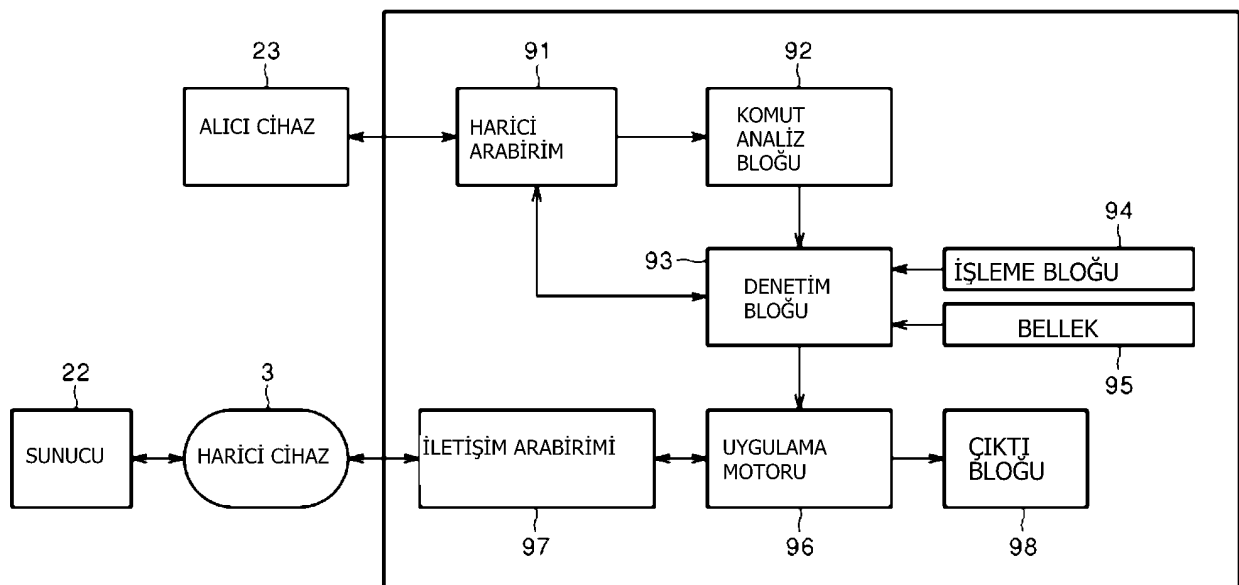 23
91
92
ALICI CİHAZ
HARİCİ
ARABİRİM
KOMUT
ANALİZ
BLOĞU
94
93
İŞLEME BLOĞU
DENETİM
BLOĞU
BELLEK
95
22
3
SUNUCU
HARİCİ CİHAZ
İLETİŞİM ARABİRİMİ
UYGULAMA
MOTORU
ÇIKTI
BLOĞU
97
96
98